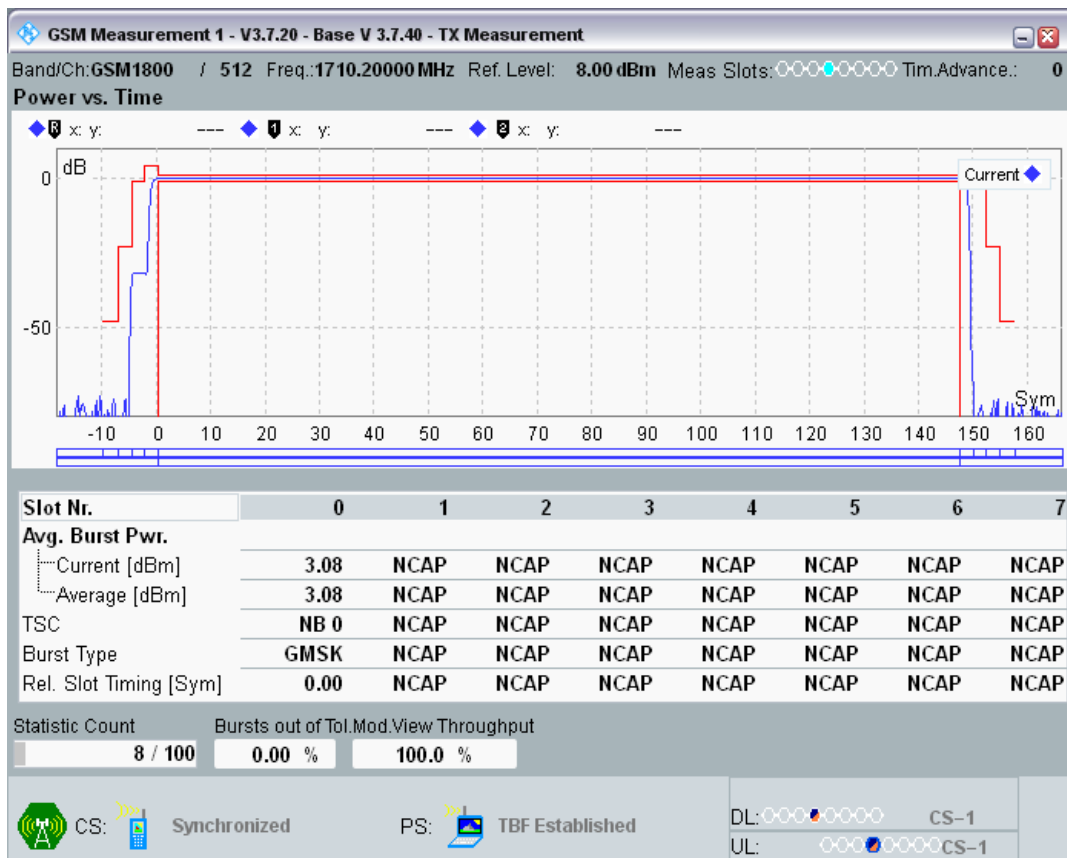 GSM Measurement 1 - V3.7.20 - Base V 3.7.40 - TX Measurement
Band/Ch:GSM1800 / 512 Freq.:1710.20000 MHz Ref. Level: 8.00 dBm Meas Slots: Tim.Advance.: 0
Power vs. Time
R x: y: --- 1 x: y: --- 2 x: y: ---
dB
Current
0
-50
Sym
-10 0 10 20 30 40 50 60 70 80 90 100 110 120 130 140 150 160
Slot Nr. 0 1 2 3 4 5 6 7
Avg. Burst Pwr.
Current [dBm] 3.08 NCAP NCAP NCAP NCAP NCAP NCAP NCAP
Average [dBm] 3.08 NCAP NCAP NCAP NCAP NCAP NCAP NCAP
TSC NB 0 NCAP NCAP NCAP NCAP NCAP NCAP NCAP
Burst Type GMSK NCAP NCAP NCAP NCAP NCAP NCAP NCAP
Rel. Slot Timing [Sym] 0.00 NCAP NCAP NCAP NCAP NCAP NCAP NCAP
Statistic Count Bursts out of Tol.Mod.View Throughput
8 / 100 0.00 % 100.0 %
CS: Synchronized PS: TBF Established DL: CS-1
UL: CS-1